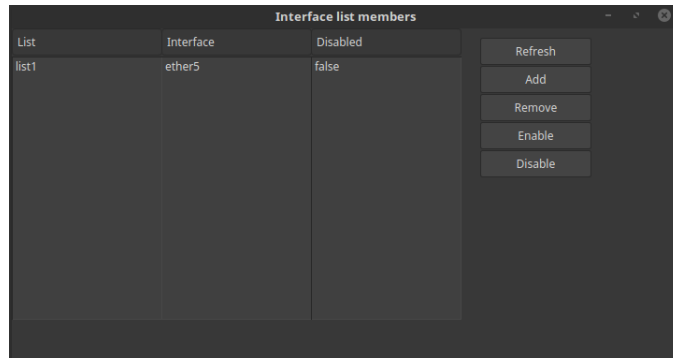 Interface list members
List Interface Disabled
list1 ether5 false
Refresh
Add
Remove
Enable
Disable